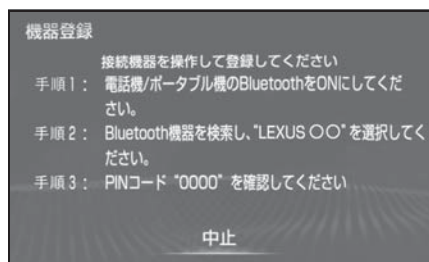 機器登録
接続機器を操作して登録してください
手順1： 電話機/ポータブル機のBluetoothをONにしてくだ
さい。
手順2： Bluetooth機器を検索し、"LEXUS 〇〇"を選択してく
ださい。
手順3： PINコード "0000" を確認してください
中止